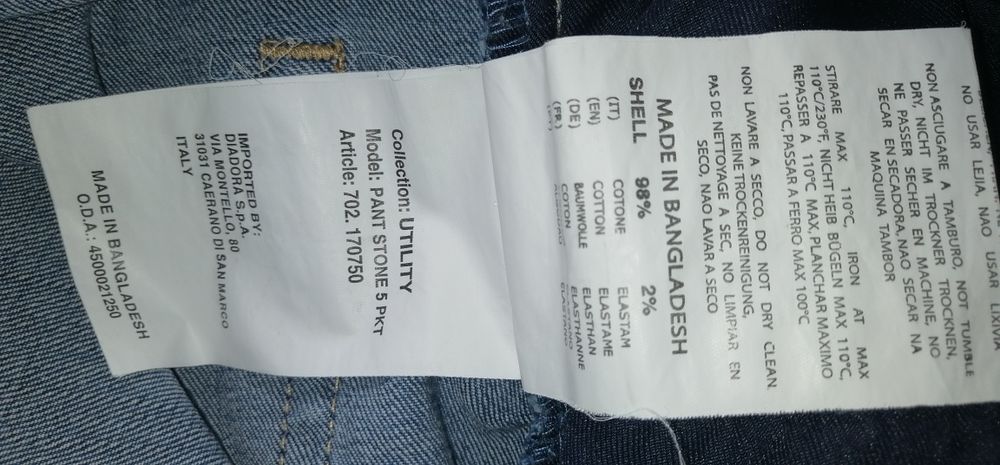 NO USAR LEJIA, NAO USAR LIXIVIA
NON ASCIUGARE A TAMBURO, NOT TUMBLE
DRY, NICHT IM TROCKNER TROCKNEN,
NE PASSER SECHER EN MACHINE, NO
SECAR EN SECADORA, NAO SECAR NA
MAQUINA TAMBOR
STIRARE MAX 110°C, IRON AT MAX
110°C/230°F, NICHT HEIB BÜGELN MAX 110°C,
REPASSER A 110°C MAX, PLANCHAR MAXIMO
110°C, PASSAR A FERRO MAX 100°C
NON LAVARE A SECCO, DO NOT DRY CLEAN
KEINE TROCKENREINIGUNG,
PAS DE NETTOYAGE A SEC, NO LIMPIAR EN
SECO, NAO LAVAR A SECO
MADE IN BANGLADESH
SHELL 98% 2%
(IT) COTONE ELASTAM
(EN) COTTON ELASTAME
(DE) BAUMWOLLE ELASTHAN
(FR) COTON ELASTHANNE
Collection: UTILITY
Model: PANT STONE 5 PKT
Article: 702. 170750
IMPORTED BY:
DIADORA S.p.A.
VIA MONTELLO, 80
31031 CAERANO DI SAN MARCO
ITALY
MADE IN BANGLADESH
O.D.A.: 4500021250